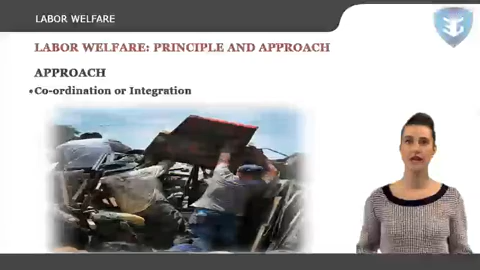 LABOR WELFARE
LABOR WELFARE: PRINCIPLE AND APPROACH
APPROACH
•Co-ordination or Integration